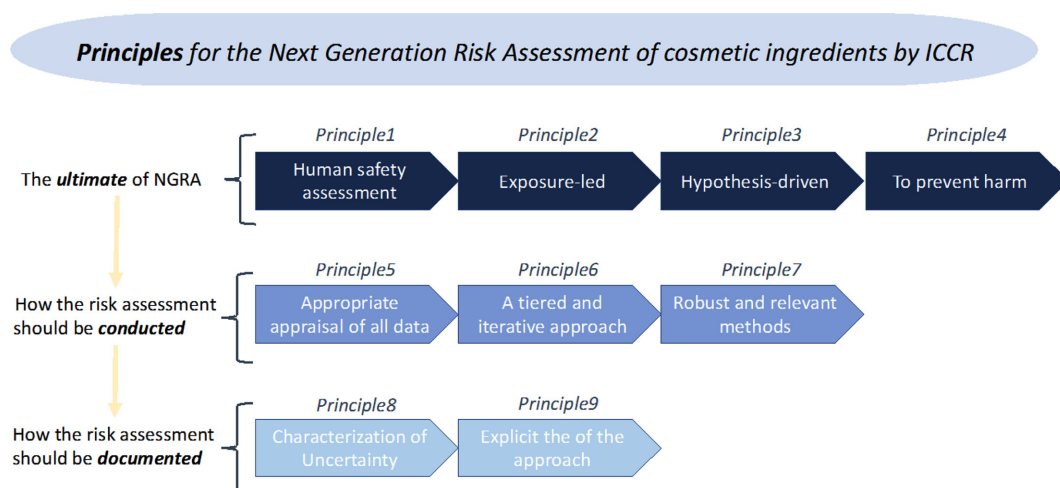 Principles for the Next Generation Risk Assessment of cosmetic ingredients by ICCR
Principle1
Principle2
Principle3
Principle4
The ultimate of NGRA
Human safety
assessment
Exposure-led
Hypothesis-driven
To prevent harm
Principle5
Principle6
Principle7
How the risk assessment
should be conducted
Appropriate
appraisal of all data
A tiered and
iterative approach
Robust and relevant
methods
Principle8
Principle9
How the risk assessment
should be documented
Characterization of
Uncertainty
Explicit the of the
approach